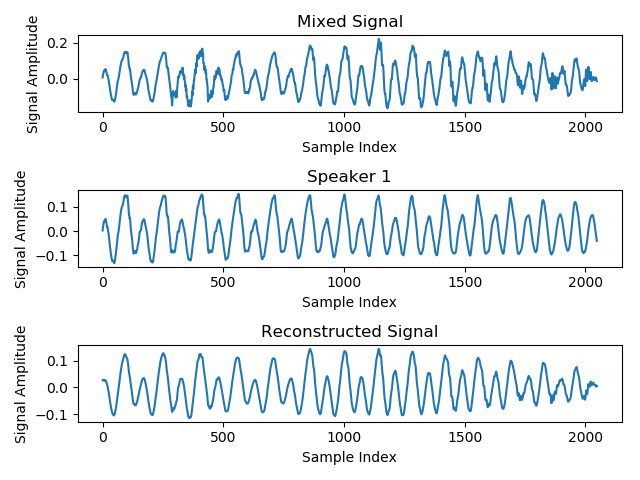 Mixed Signal
Signal Amplitude
0.2
0.0
0 500 1000 1500 2000
Sample Index
Speaker 1
Signal Amplitude
0.1
0.0
−0.1
0 500 1000 1500 2000
Sample Index
Reconstructed Signal
Signal Amplitude
0.1
0.0
−0.1
0 500 1000 1500 2000
Sample Index